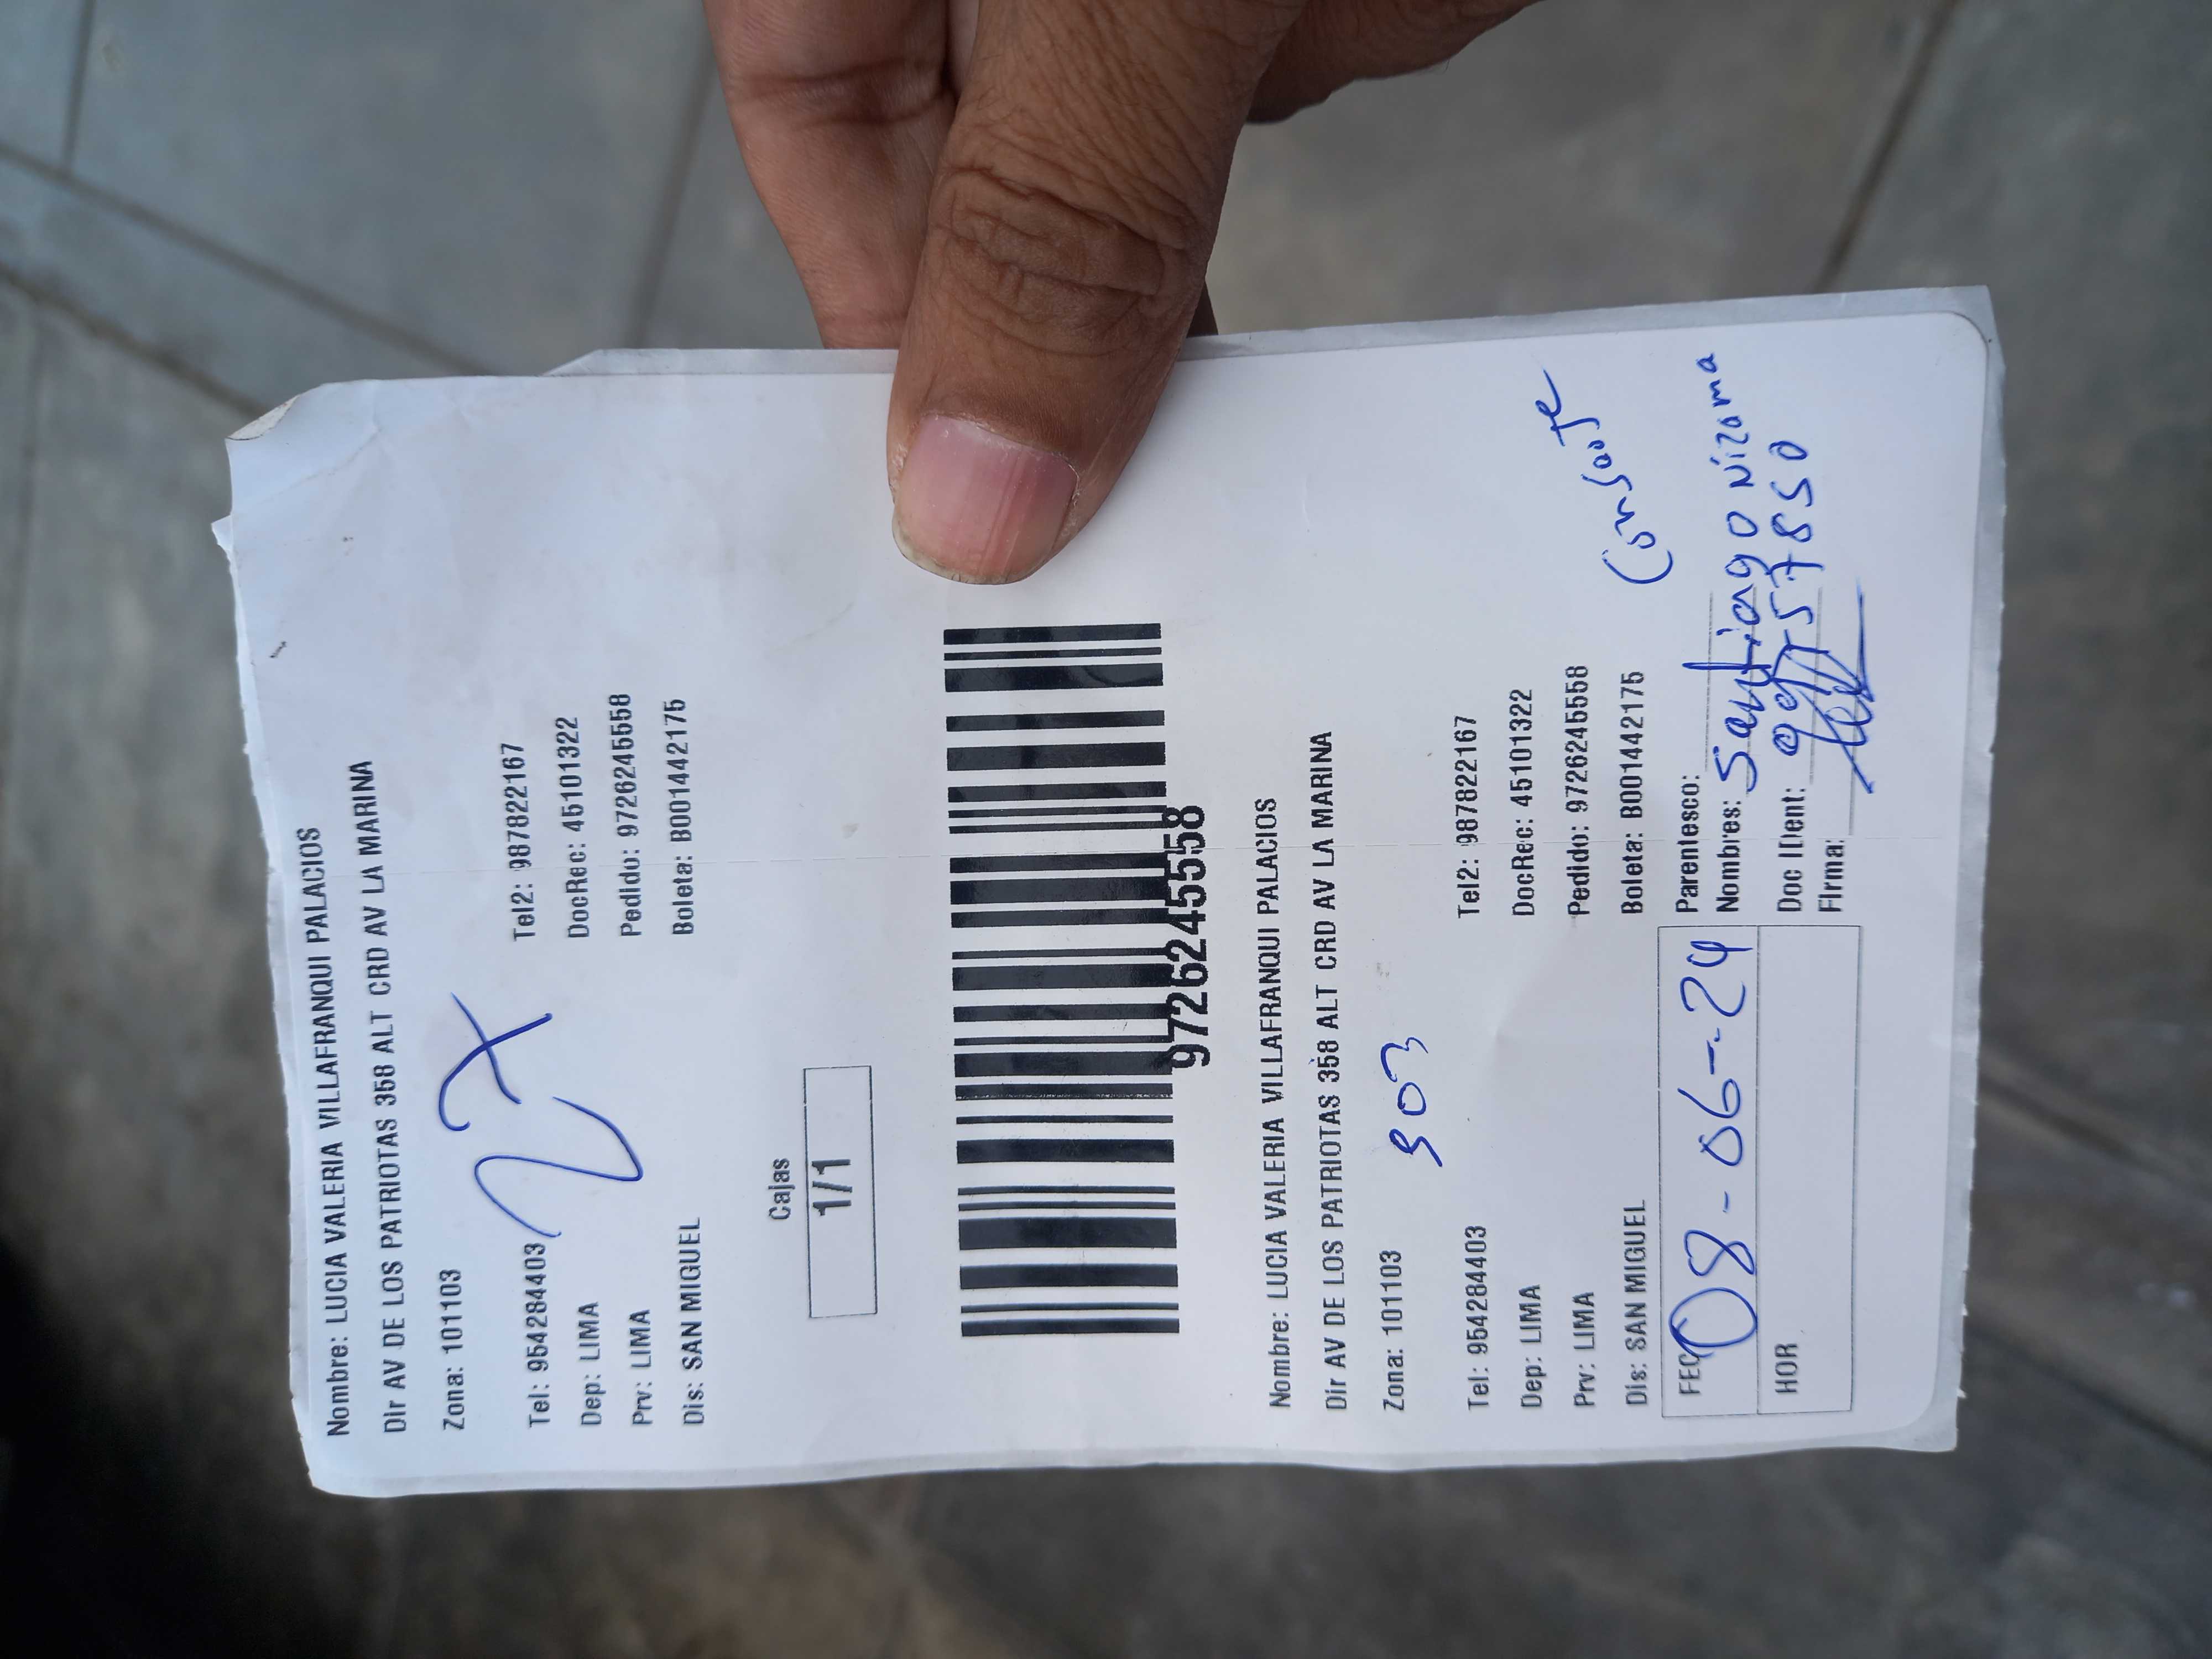 Nombre: LUCIA VALERIA VILLAFRANQUI PALACIOS
Dir AV DE LOS PATRIOTAS 358 ALT CRD AV LA MARINA
Zona: 101103
Tel: 954284403 Tel2: 987822167
Dep: LIMA DocRec: 45101322
Prv: LIMA Pedido: 9726245558
Dis: SAN MIGUEL Boleta: B001442175
Cajas
1/1
9726245558
Nombre: LUCIA VALERIA VILLAFRANQUI PALACIOS
Dir AV DE LOS PATRIOTAS 358 ALT CRD AV LA MARINA
Zona: 101103 903
Tel: 954284403 Tel2: 987822167
Dep: LIMA DocRec: 45101322
Prv: LIMA Pedido: 9726245558
Dis: SAN MIGUEL Boleta: B001442175
FEC 08-06-24 Parentesco:
Nombres: Santiago Nizama
HOR Doc IDent:
Firma: